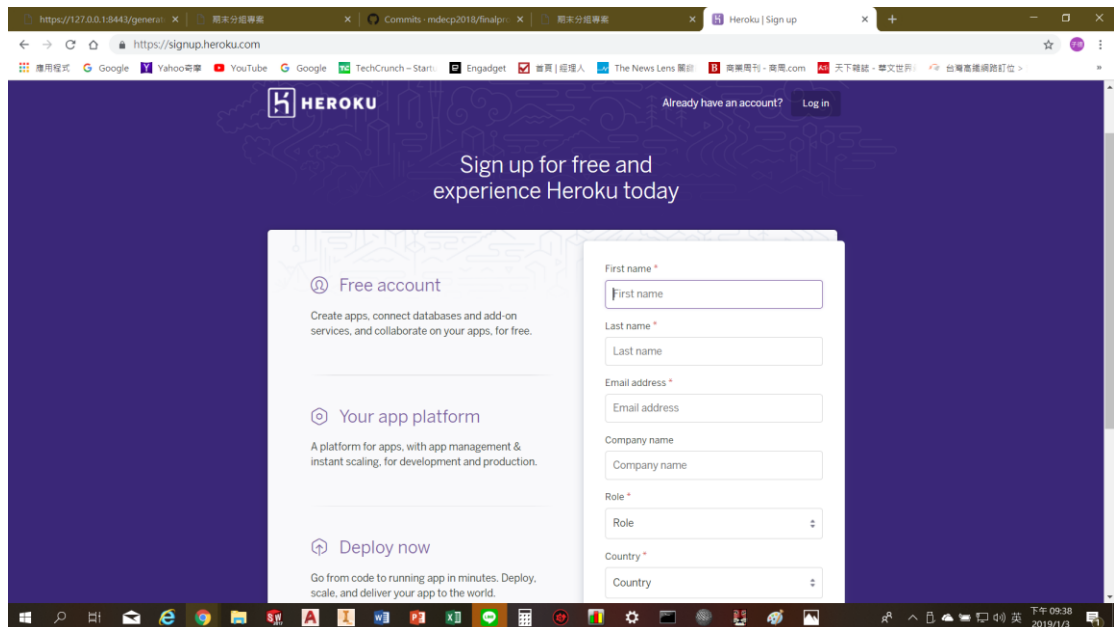 https://127.0.0.1:8443/generat
期末分組專案
Commits · mdecp2018/finalpro
期末分組專案
Heroku | Sign up
https://signup.heroku.com
應用程式
Google
Yahoo奇摩
YouTube
Google
TechCrunch – Startu
Engadget
首頁 | 經理人
The News Lens 關鍵
商業周刊 - 商周.com
天下雜誌 - 華文世界
台灣高鐵網路訂位 >
HEROKU
Already have an account?
Log in
Sign up for free and
experience Heroku today
Free account
Create apps, connect databases and add-on
services, and collaborate on your apps, for free.
Your app platform
A platform for apps, with app management &
instant scaling, for development and production.
Deploy now
Go from code to running app in minutes. Deploy,
scale, and deliver your app to the world.
First name *
First name
Last name *
Last name
Email address *
Email address
Company name
Company name
Role *
Role
Country *
Country
英
下午 09:38
2019/1/3